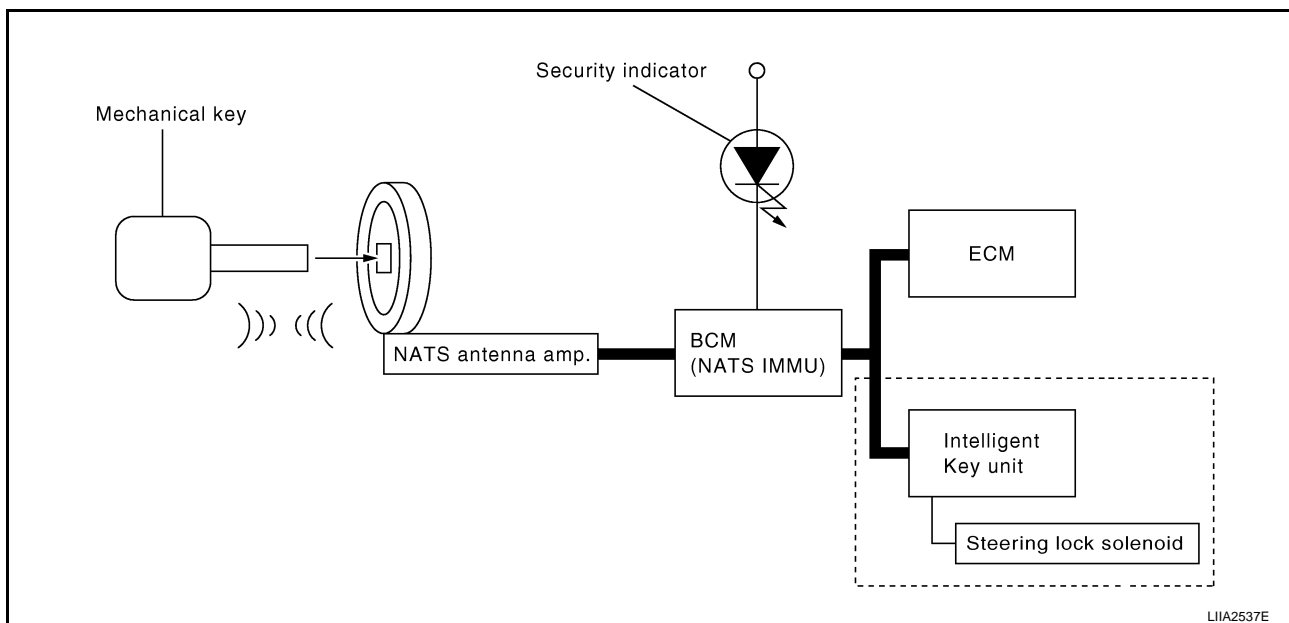 Security indicator
Mechanical key
ECM
NATS antenna amp.
BCM
(NATS IMMU)
Intelligent
Key unit
Steering lock solenoid
LIIA2537E